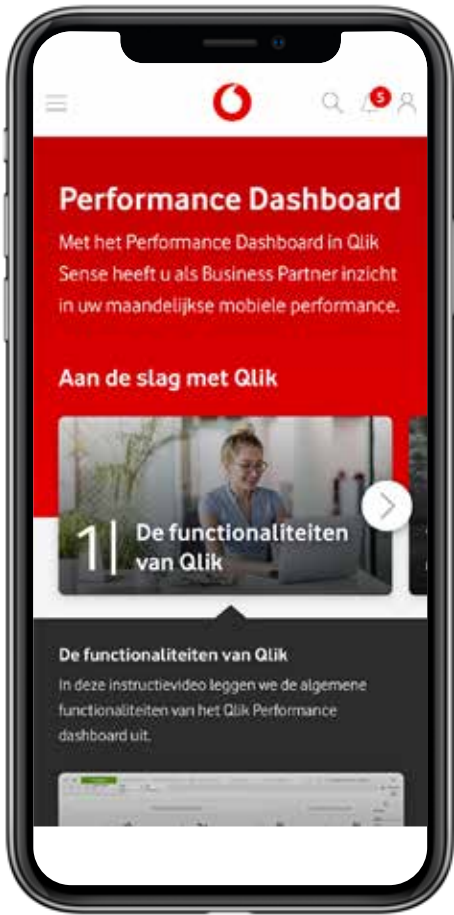 5
Performance Dashboard
Met het Performance Dashboard in Qlik
Sense heeft u als Business Partner inzicht
in uw maandelijkse mobiele performance.
Aan de slag met Qlik
1
De functionaliteiten
van Qlik
De functionaliteiten van Qlik
In deze instructievideo leggen we de algemene
functionaliteiten van het Qlik Performance
dashboard uit.